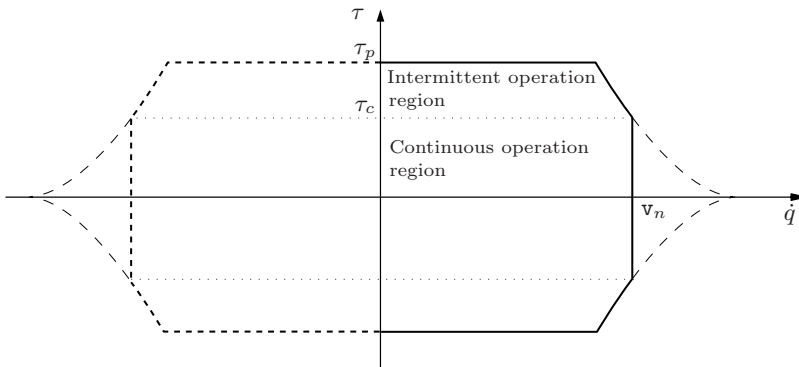 τ
τ_p
Intermittent operation
region
τ_c
Continuous operation
region
v_n
q̇